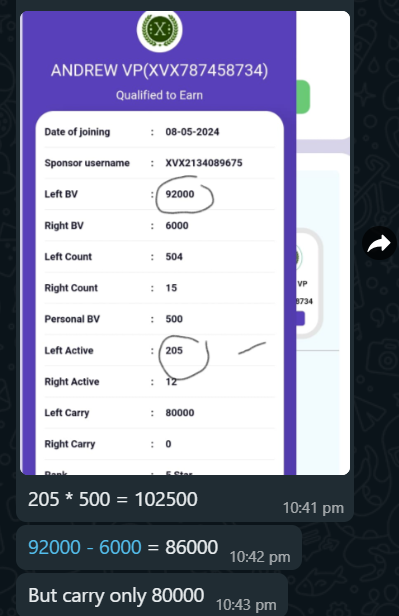 X
ANDREW VP(XVX787458734)
Qualified to Earn
Date of joining : 08-05-2024
Sponsor username : XVX2134089675
Left BV : 92000
Right BV : 6000
Left Count : 504
Right Count : 15
Personal BV : 500
Left Active : 205
Right Active : 12
Left Carry : 80000
Right Carry : 0
Rank : 5 Star
VP
8734
205 * 500 = 102500
10:41 pm
92000 - 6000 = 86000
10:42 pm
But carry only 80000
10:43 pm